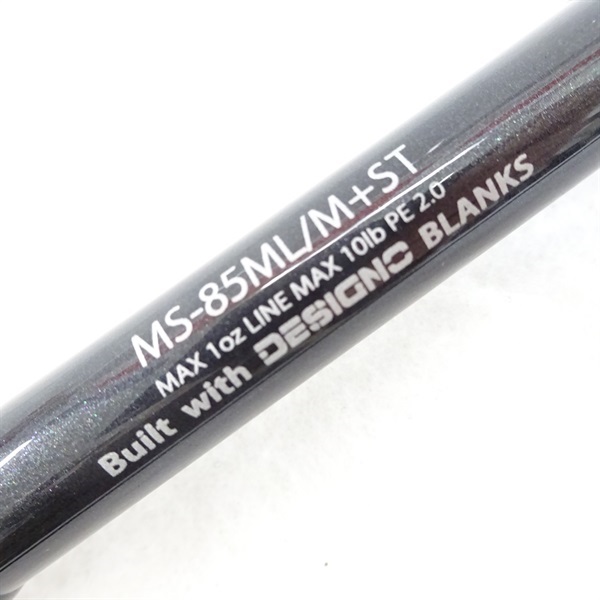 MS-85ML/M+ST
MAX 1oz LINE MAX 10lb PE 2.0
Built with DESIGNO BLANKS